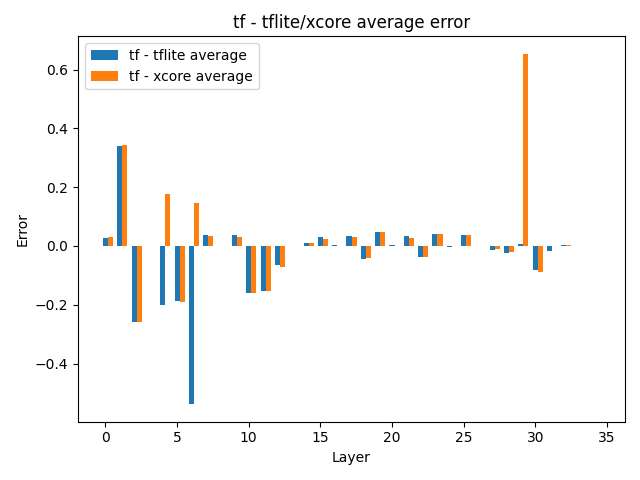 tf - tflite/xcore average error
tf - tflite average
tf - xcore average
0.6
0.4
0.2
0.0
−0.2
−0.4
Error
0 5 10 15 20 25 30 35
Layer